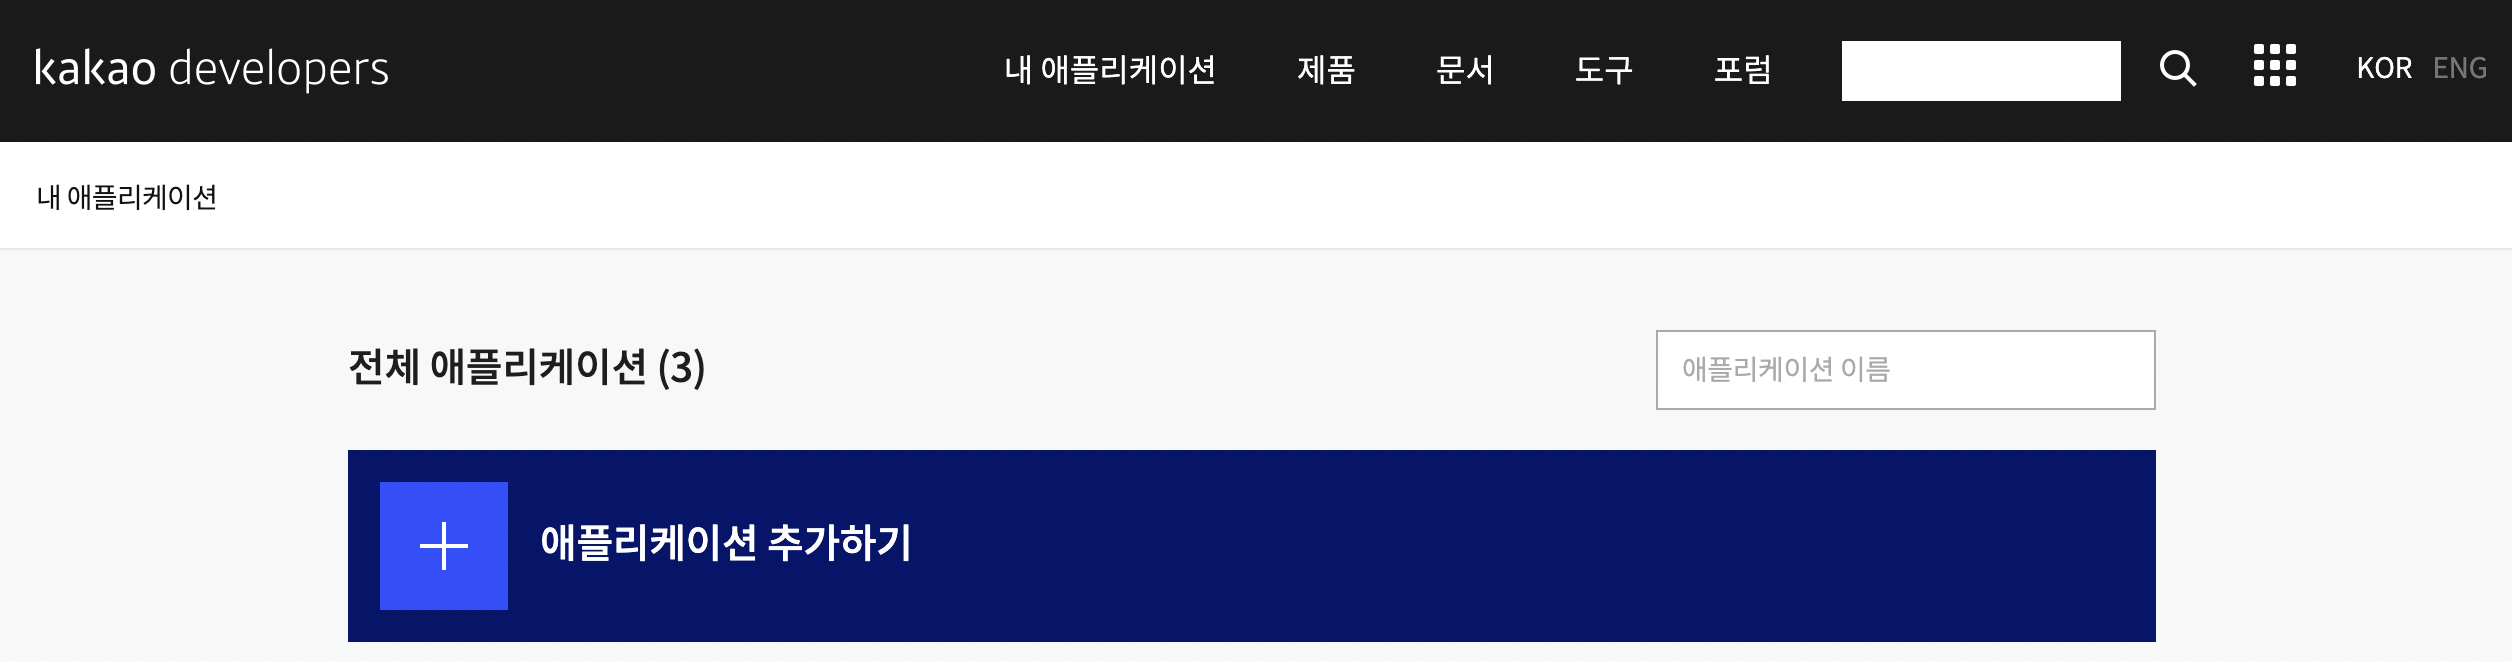 kakao developers 내 애플리케이션 제품 문서 도구 포럼 KOR ENG
내 애플리케이션
전체 애플리케이션 (3) 애플리케이션 이름
애플리케이션 추가하기